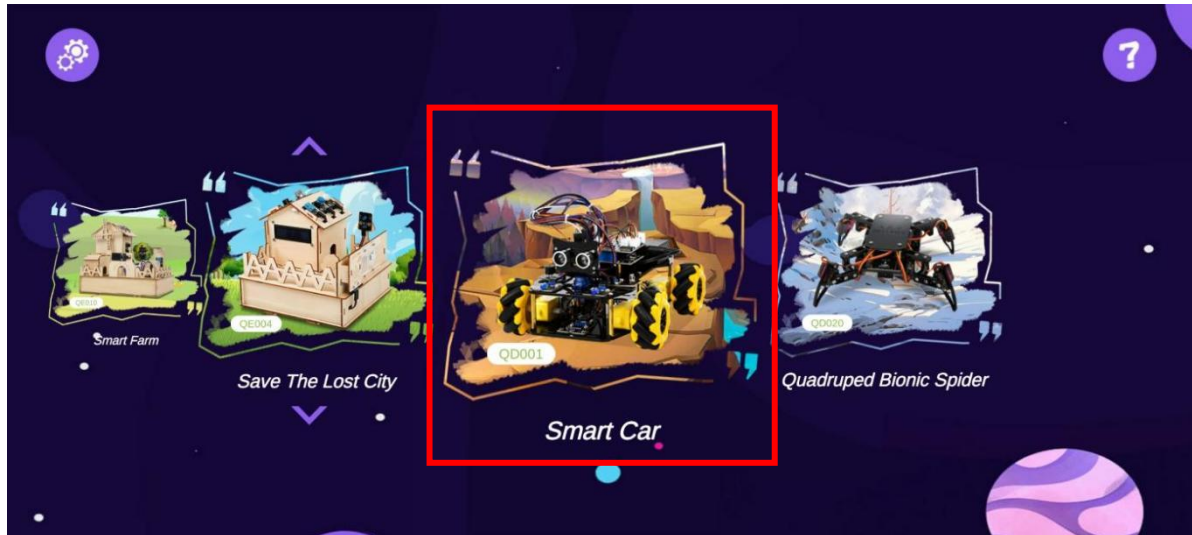 ?
QE010
Smart Farm
QE004
Save The Lost City
QD001
Smart Car
QD020
Quadruped Bionic Spider